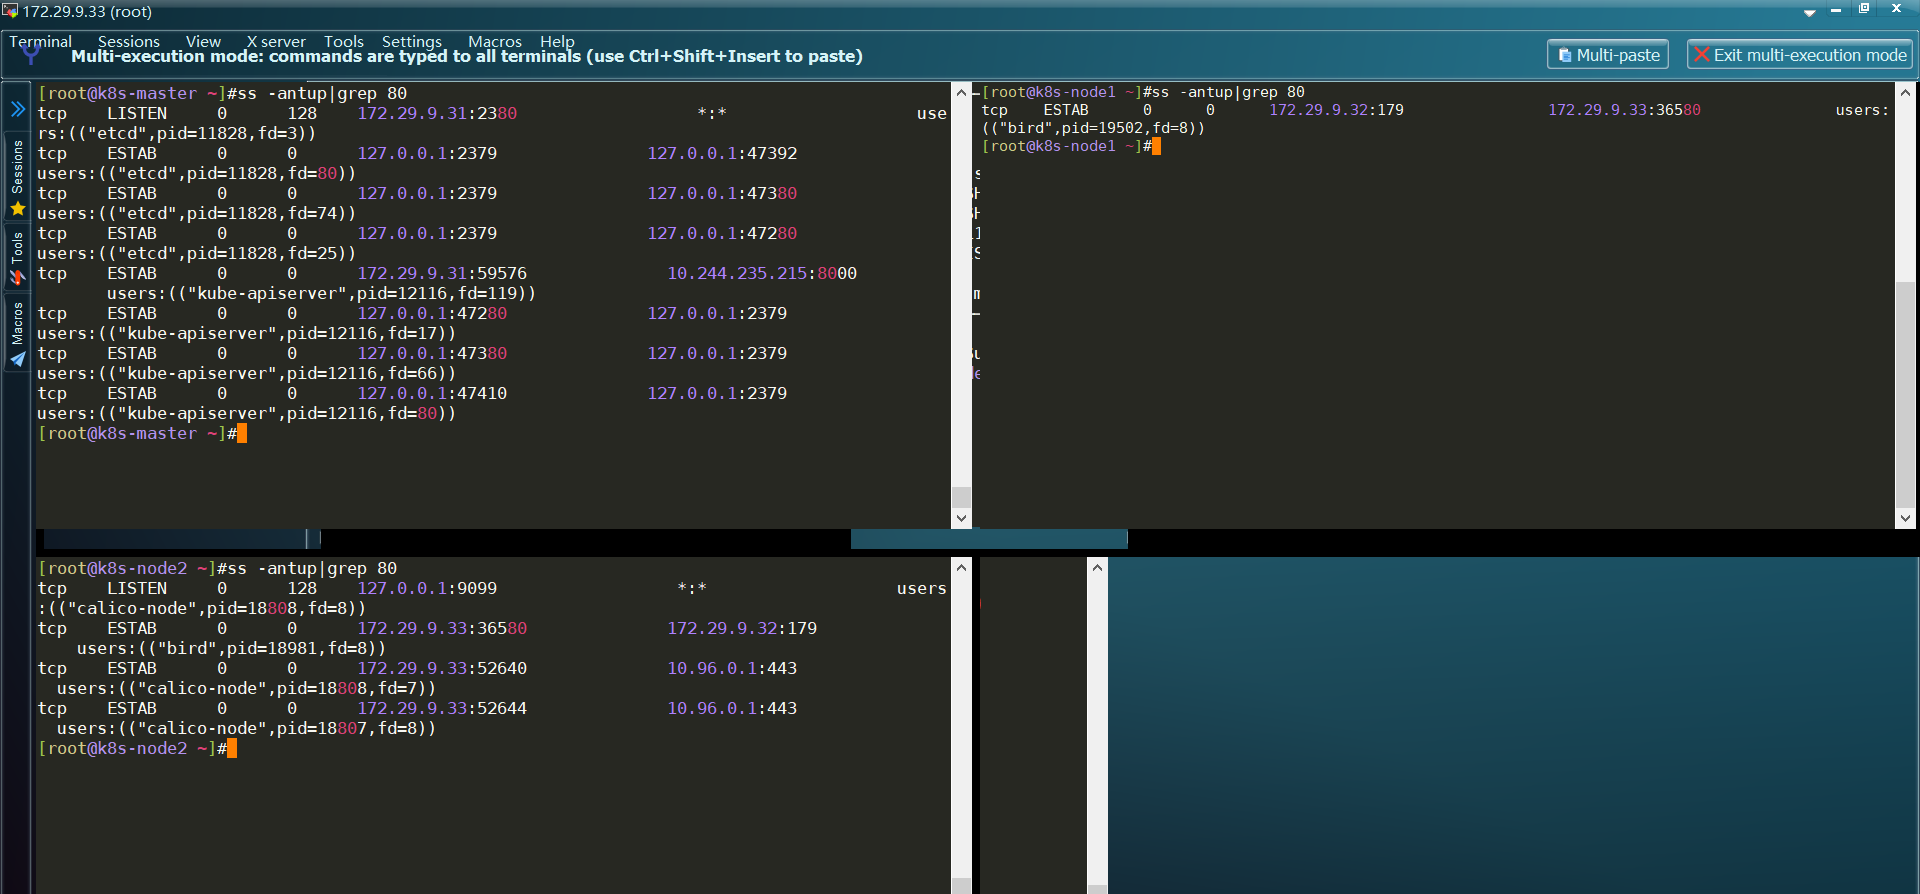 172.29.9.33 (root)
Terminal Sessions View X server Tools Settings Macros Help
Multi-execution mode: commands are typed to all terminals (use Ctrl+Shift+Insert to paste)
Multi-paste
Exit multi-execution mode
Sessions
Tools
Macros
[root@k8s-master ~]#ss -antup|grep 80
tcp LISTEN 0 128 172.29.9.31:2380 *:* use
rs:(("etcd",pid=11828,fd=3))
tcp ESTAB 0 0 127.0.0.1:2379 127.0.0.1:47392
users:(("etcd",pid=11828,fd=80))
tcp ESTAB 0 0 127.0.0.1:2379 127.0.0.1:47380
users:(("etcd",pid=11828,fd=74))
tcp ESTAB 0 0 127.0.0.1:2379 127.0.0.1:47280
users:(("etcd",pid=11828,fd=25))
tcp ESTAB 0 0 172.29.9.31:59576 10.244.235.215:8000
users:(("kube-apiserver",pid=12116,fd=119))
tcp ESTAB 0 0 127.0.0.1:47280 127.0.0.1:2379
users:(("kube-apiserver",pid=12116,fd=17))
tcp ESTAB 0 0 127.0.0.1:47380 127.0.0.1:2379
users:(("kube-apiserver",pid=12116,fd=66))
tcp ESTAB 0 0 127.0.0.1:47410 127.0.0.1:2379
users:(("kube-apiserver",pid=12116,fd=80))
[root@k8s-master ~]#
[root@k8s-node1 ~]#ss -antup|grep 80
tcp ESTAB 0 0 172.29.9.32:179 172.29.9.33:36580 users:
(("bird",pid=19502,fd=8))
[root@k8s-node1 ~]#
[root@k8s-node2 ~]#ss -antup|grep 80
tcp LISTEN 0 128 127.0.0.1:9099 *:* users
:(("calico-node",pid=18808,fd=8))
tcp ESTAB 0 0 172.29.9.33:36580 172.29.9.32:179
users:(("bird",pid=18981,fd=8))
tcp ESTAB 0 0 172.29.9.33:52640 10.96.0.1:443
users:(("calico-node",pid=18808,fd=7))
tcp ESTAB 0 0 172.29.9.33:52644 10.96.0.1:443
users:(("calico-node",pid=18807,fd=8))
[root@k8s-node2 ~]#